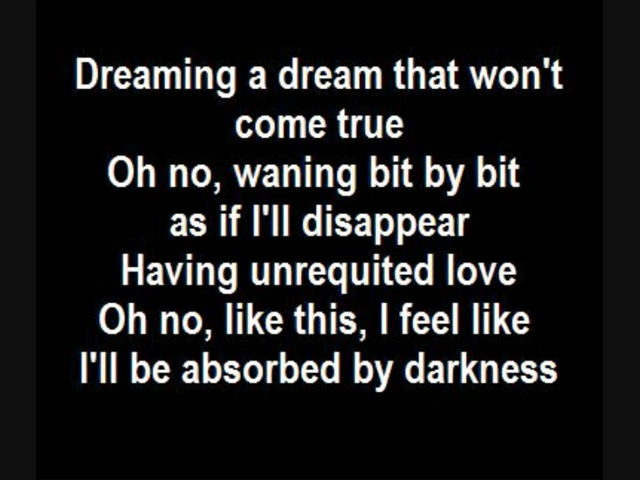 Dreaming a dream that won't
come true
Oh no, waning bit by bit
as if I'll disappear
Having unrequited love
Oh no, like this, I feel like
I'll be absorbed by darkness